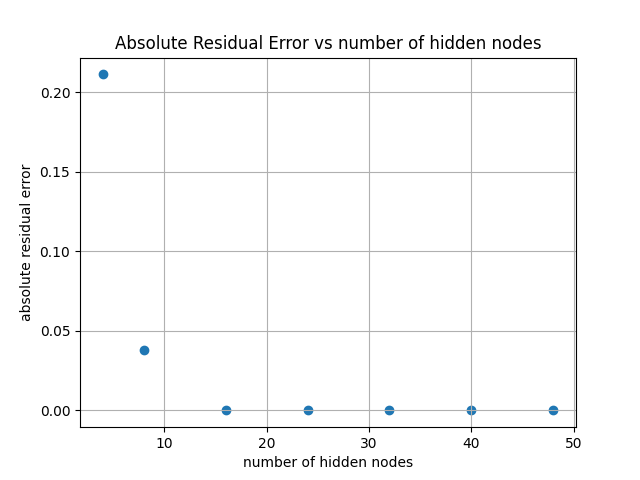 Absolute Residual Error vs number of hidden nodes
0.20
0.15
0.10
0.05
0.00
absolute residual error
10 20 30 40 50
number of hidden nodes